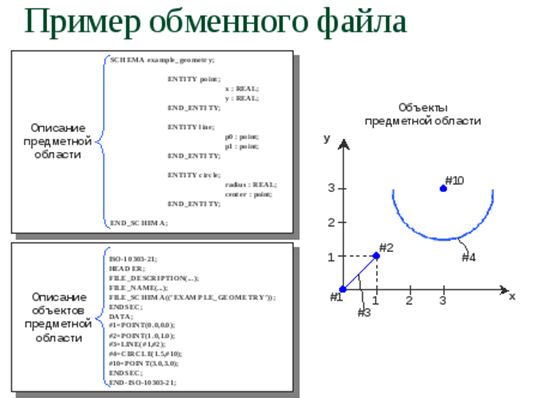 Пример обменного файла
SCHEMA example_geometry;
ENTITY point;
x : REAL;
y : REAL;
END_ENTITY;
ENTITY line;
p0 : point;
p1 : point;
END_ENTITY;
ENTITY circle;
radius : REAL;
center : point;
END_ENTITY;
END_SCHEMA;
Описание
предметной
области
ISO-10303-21;
HEADER;
FILE_DESCRIPTION(...);
FILE_NAME(...);
FILE_SCHEMA(('EXAMPLE_GEOMETRY'));
ENDSEC;
DATA;
#1=POINT(0.0,0.0);
#2=POINT(1.0,1.0);
#3=LINE(#1,#2);
#4=CIRCLE(1.5,#10);
#10=POINT(3.0,3.0);
ENDSEC;
END-ISO-10303-21;
Описание
объектов
предметной
области
Объекты
предметной области
y
3
2
1
#10
#2
#4
#1
#3
1
2
3
x